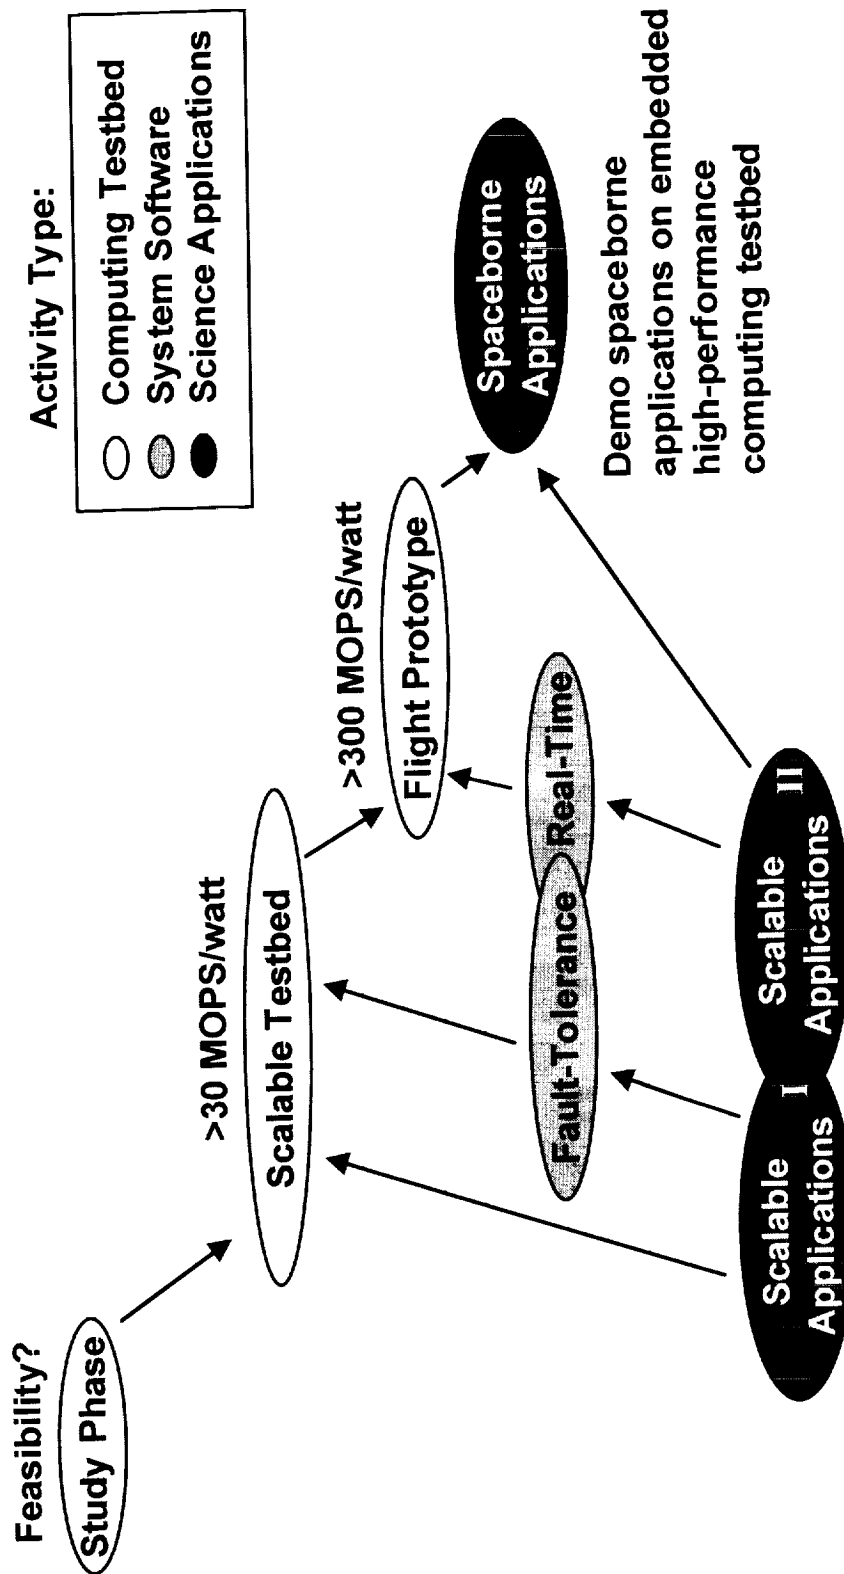 Activity Type:
Computing Testbed
System Software
Science Applications
Feasibility?
Study Phase
>30 MOPS/watt
Scalable Testbed
>300 MOPS/watt
Flight Prototype
Spaceborne
Applications
Fault-Tolerance
Real-Time
Demo spaceborne
applications on embedded
high-performance
computing testbed
Scalable I
Applications
Scalable II
Applications